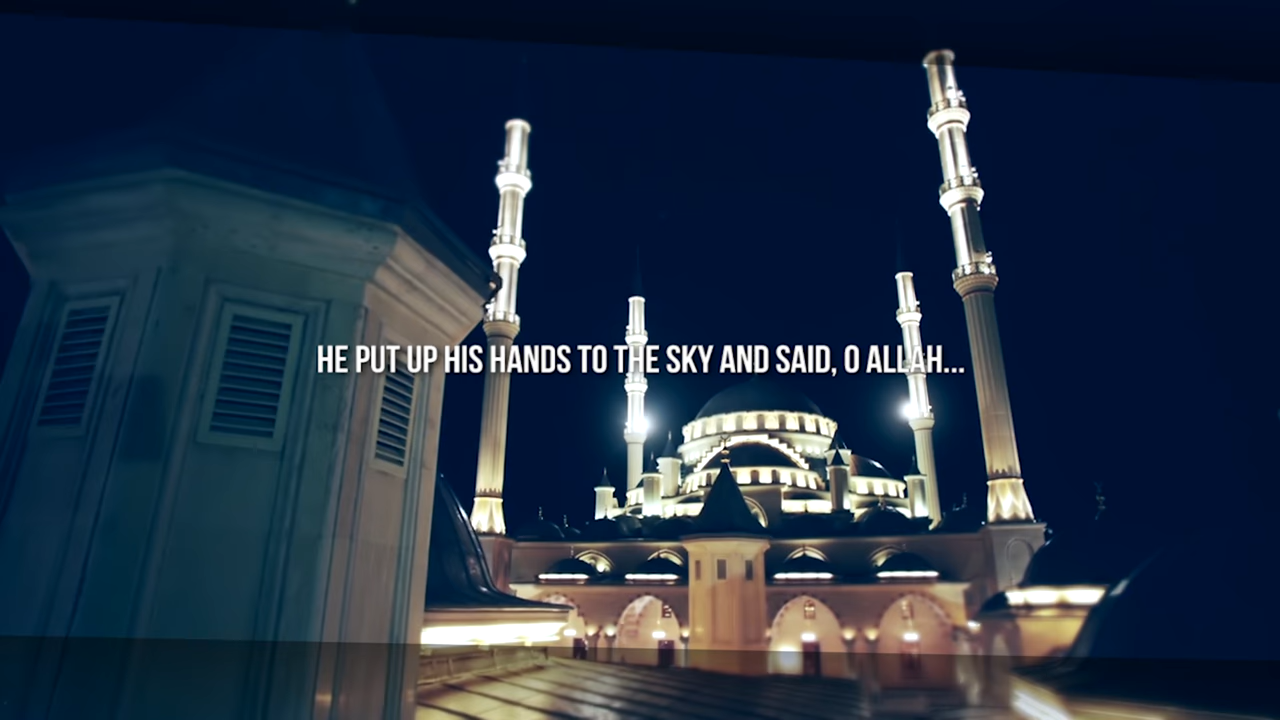 HE PUT UP HIS HANDS TO THE SKY AND SAID, O ALLAH...